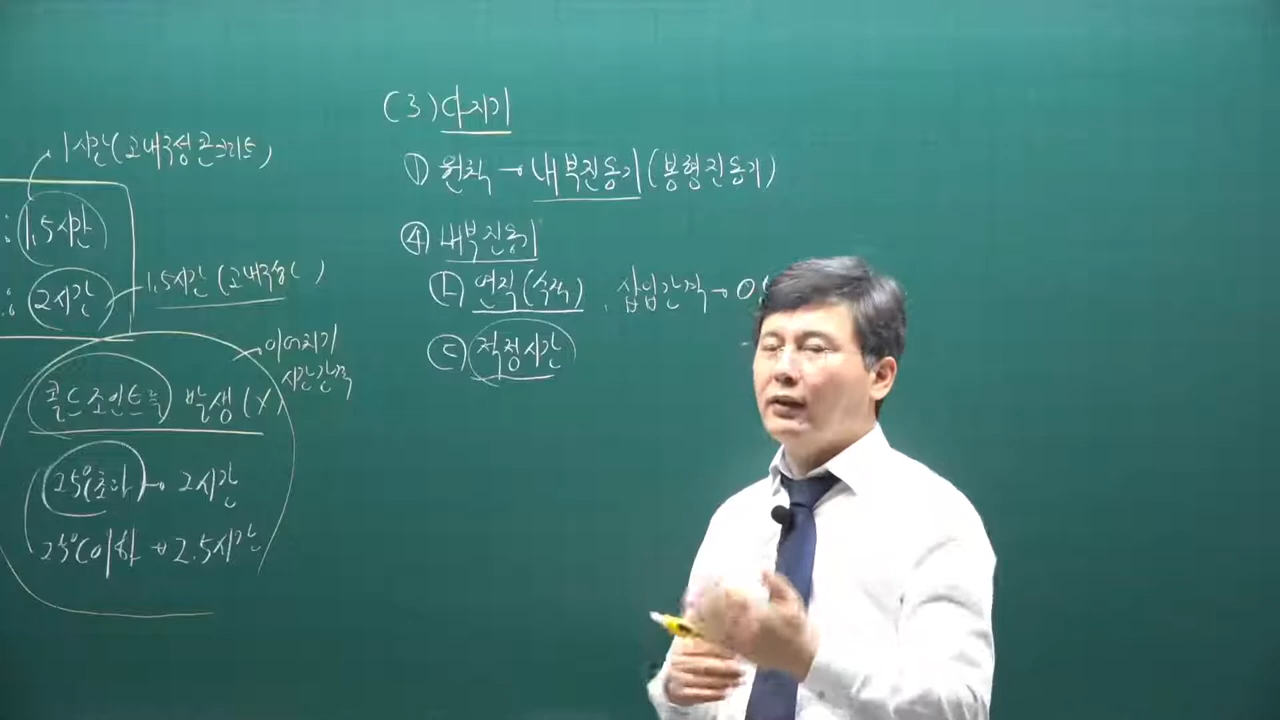 1시간 (고내구성 콘크리트)
: 1.5시간
: 2시간
1.5시간 (고내구성 ( )
이어치기
시간간격
콜드조인트 발생 (X)
25℃초과 → 2시간
25℃이하 → 2.5시간
(3) 다지기
① 원칙 → 내부진동기 (봉형진동기)
④ 내부진동기
㉡ 연직(수직) , 삽입간격 → 0
㉢ 적정시간